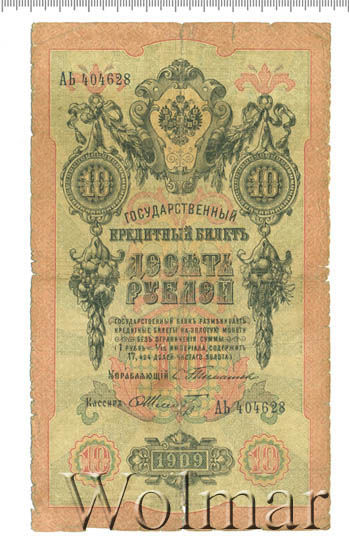 АЬ 404628
10 10
ГОСУДАРСТВЕННЫЙ
КРЕДИТНЫЙ БИЛЕТЪ
ДЕСЯТЬ
РУБЛЕЙ
ГОСУДАРСТВЕННЫЙ БАНКЪ РАЗМѢНИВАЕТЪ
КРЕДИТНЫЕ БИЛЕТЫ НА ЗОЛОТУЮ МОНЕТУ
БЕЗЪ ОГРАНИЧЕНІЯ СУММЫ
(1 РУБЛЬ = 1/15 ИМПЕРІАЛА, СОДЕРЖИТЪ
17,424 ДОЛЕЙ ЧИСТАГО ЗОЛОТА)
УПРАВЛЯЮЩІЙ
Кассиръ
АЬ 404628
10 1909 10
Wolmar